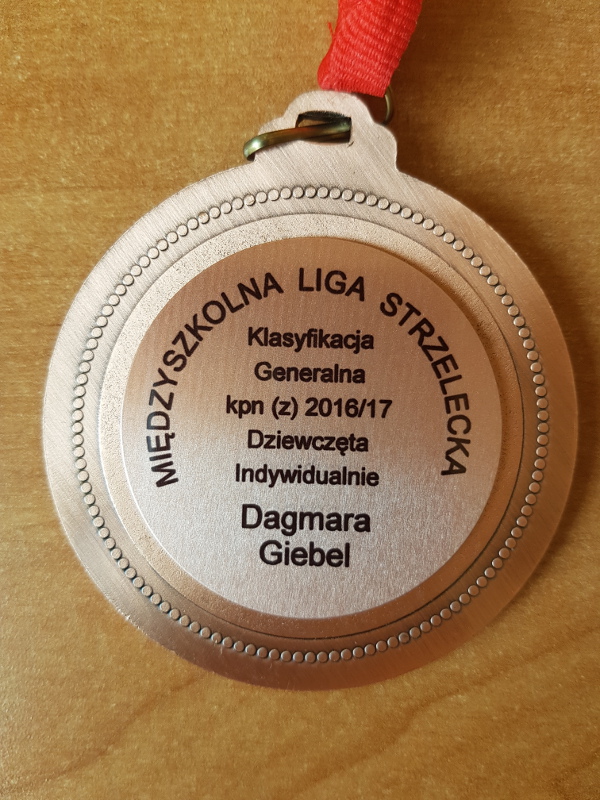 MIĘDZYSZKOLNA LIGA STRZELECKA
Klasyfikacja
Generalna
kpn (z) 2016/17
Dziewczęta
Indywidualnie
Dagmara
Giebel